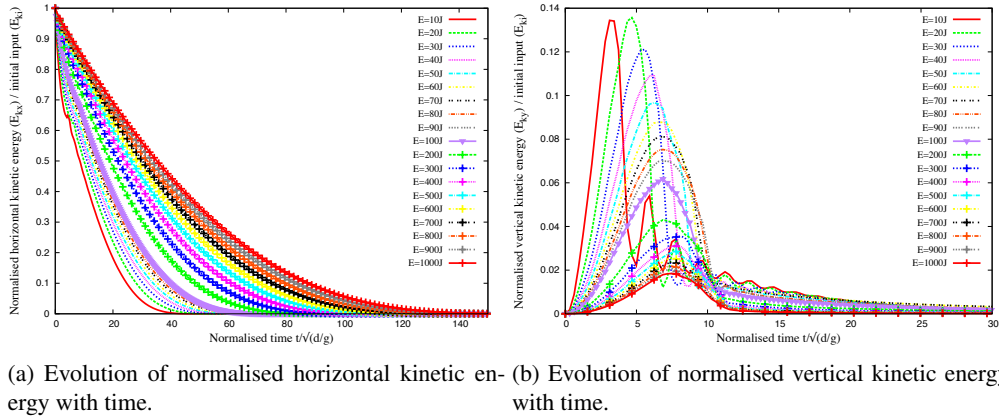 Normalised horizontal kinetic energy (E_kx) / initial input (E_ki)
1
0.9
0.8
0.7
0.6
0.5
0.4
0.3
0.2
0.1
0
0 20 40 60 80 100 120 140
Normalised time t/√(d/g)
E=10J
E=20J
E=30J
E=40J
E=50J
E=60J
E=70J
E=80J
E=90J
E=100J
E=200J
E=300J
E=400J
E=500J
E=600J
E=700J
E=800J
E=900J
E=1000J
Normalised vertical kinetic energy (E_ky) / initial input (E_ki)
0.14
0.12
0.1
0.08
0.06
0.04
0.02
0
0 5 10 15 20 25 30
Normalised time t/√(d/g)
E=10J
E=20J
E=30J
E=40J
E=50J
E=60J
E=70J
E=80J
E=90J
E=100J
E=200J
E=300J
E=400J
E=500J
E=600J
E=700J
E=800J
E=900J
E=1000J
(a) Evolution of normalised horizontal kinetic en-
ergy with time.
(b) Evolution of normalised vertical kinetic energy
with time.